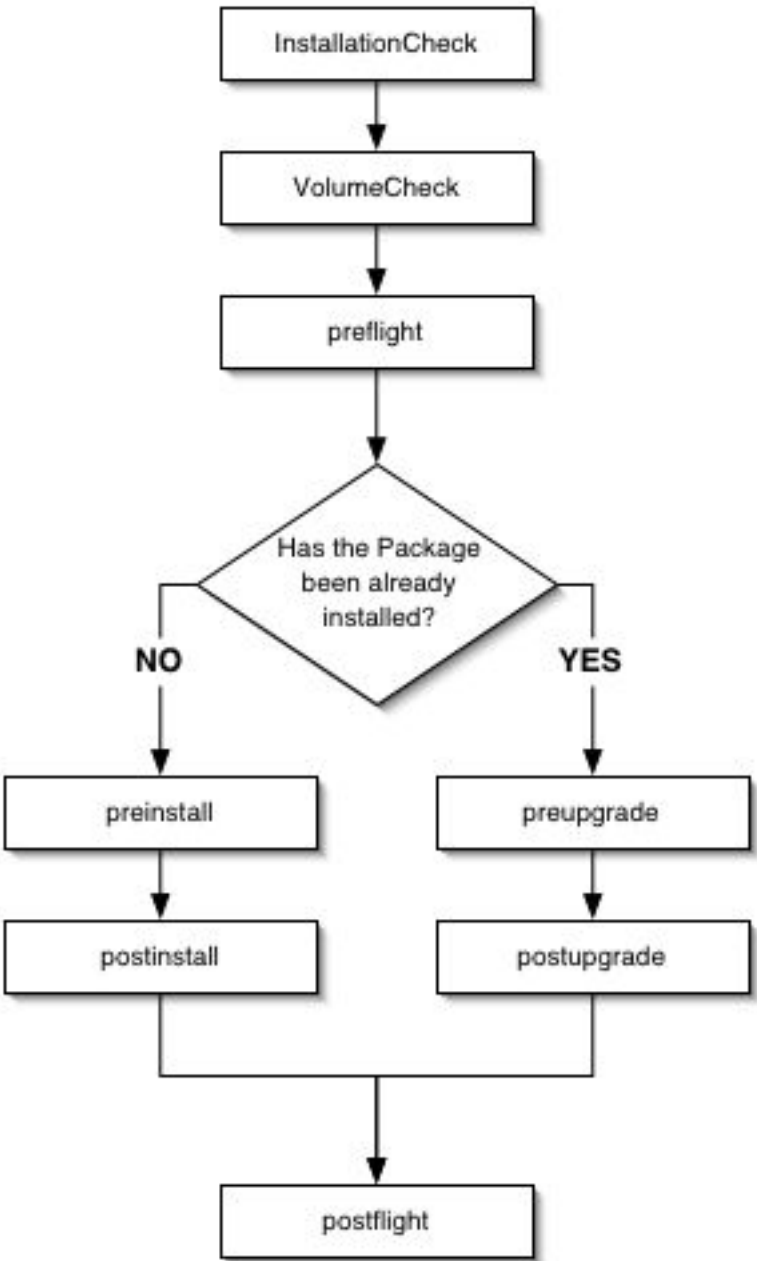 InstallationCheck
VolumeCheck
preflight
Has the Package
been already
installed?
NO
YES
preinstall
preupgrade
postinstall
postupgrade
postflight